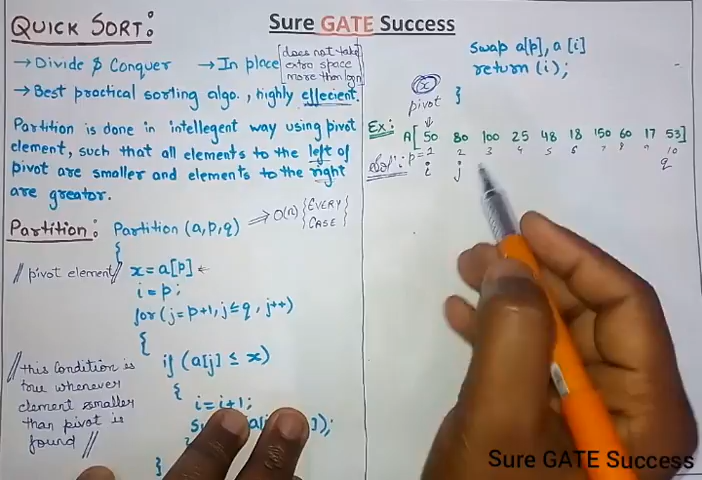 Sure GATE Success
QUICK SORT:
→ Divide & Conquer → In place [does not take extra space more than logn]
→ Best practical sorting algo., highly effecient.
Partition is done in intellegent way using pivot
element, such that all elements to the left of
pivot are smaller and elements to the right
are greator.
Partition: Partition (a,p,q) ⟹ O(n) {EVERY CASE}
{
// pivot element // x = a[p] ←
i = p;
for (j = p+1, j ≤ q, j++)
{
if (a[j] ≤ x)
// this condition is
true whenever
element smaller
than pivot is
found //
{
i = i+1;
}
swap a[p], a[i]
return (i);
}
x
pivot
Ex: A[50 80 100 25 48 18 150 60 17 53]
p=1 2 3 4 5 6 7 8 9 10
i j q
Sure GATE Success